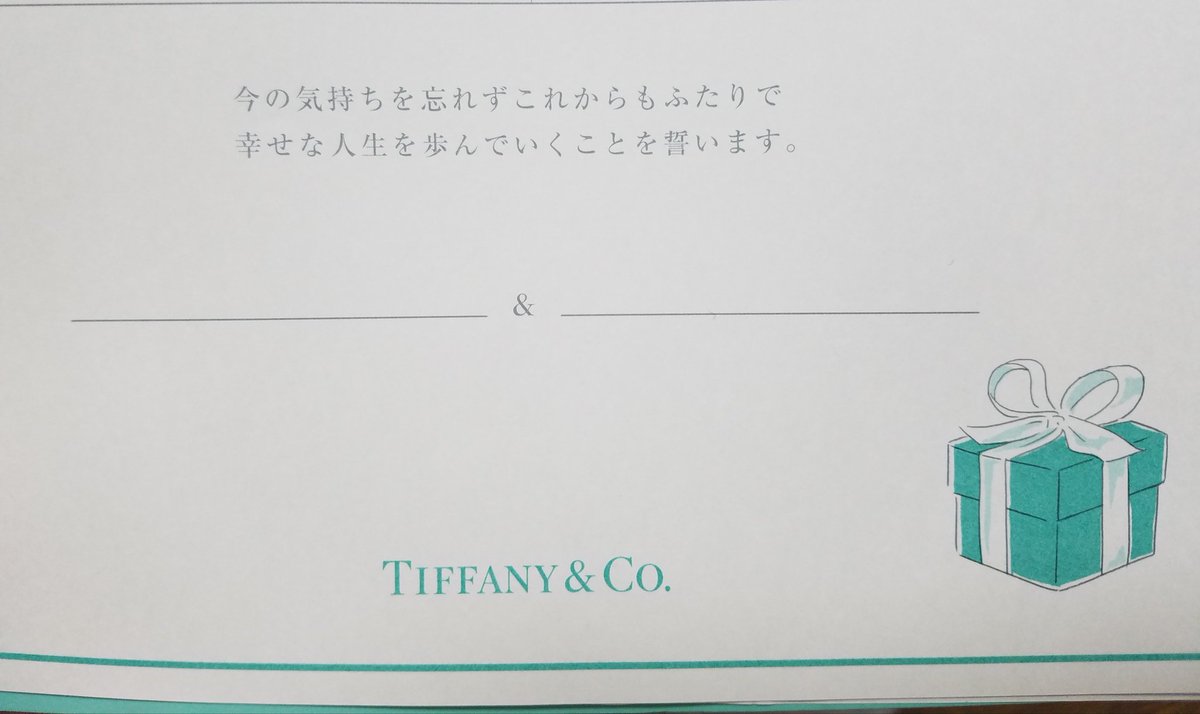 今の気持ちを忘れずこれからもふたりで
幸せな人生を歩んでいくことを誓います。
&
TIFFANY & CO.